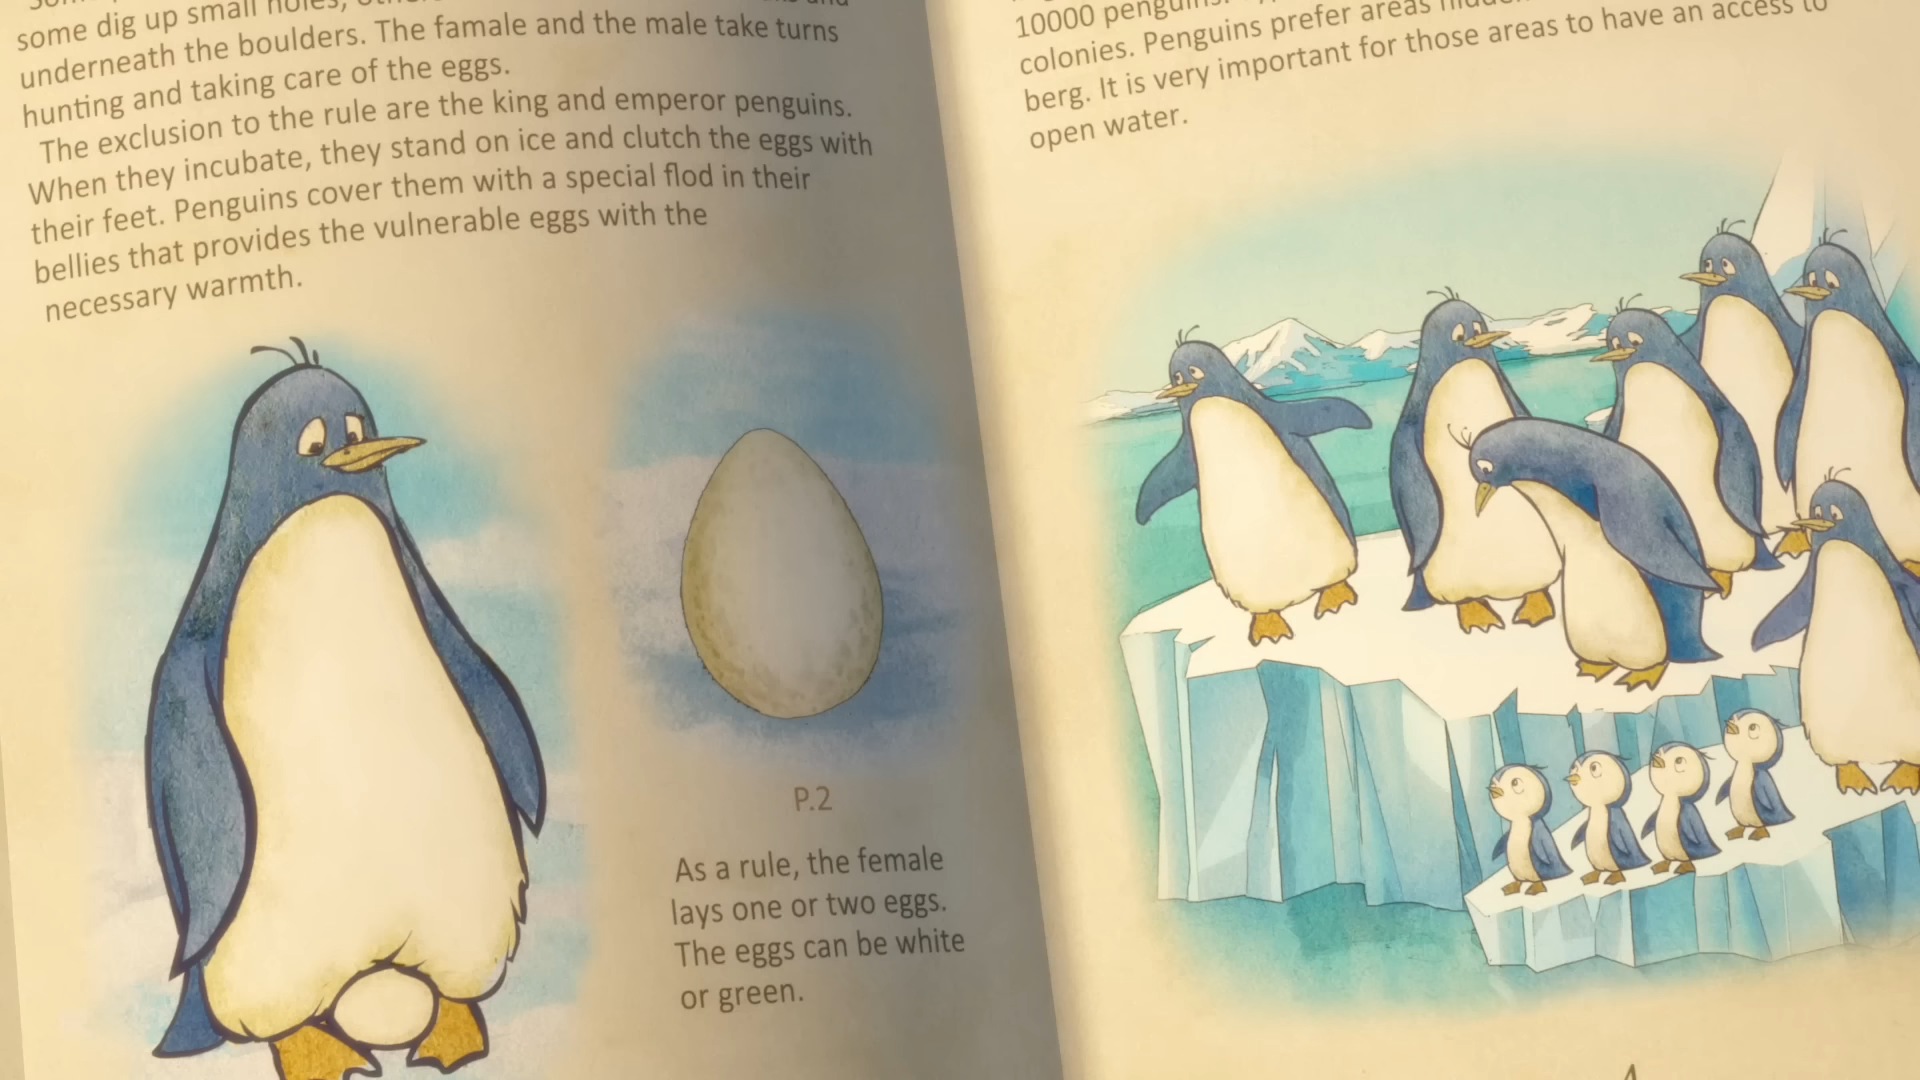 some dig up small holes,
underneath the boulders. The famale and the male take turns
hunting and taking care of the eggs.
The exclusion to the rule are the king and emperor penguins.
When they incubate, they stand on ice and clutch the eggs with
their feet. Penguins cover them with a special flod in their
bellies that provides the vulnerable eggs with the
necessary warmth.
P.2
As a rule, the female
lays one or two eggs.
The eggs can be white
or green.
10000 penguins.
colonies. Penguins prefer areas
berg. It is very important for those areas to have an access to
open water.